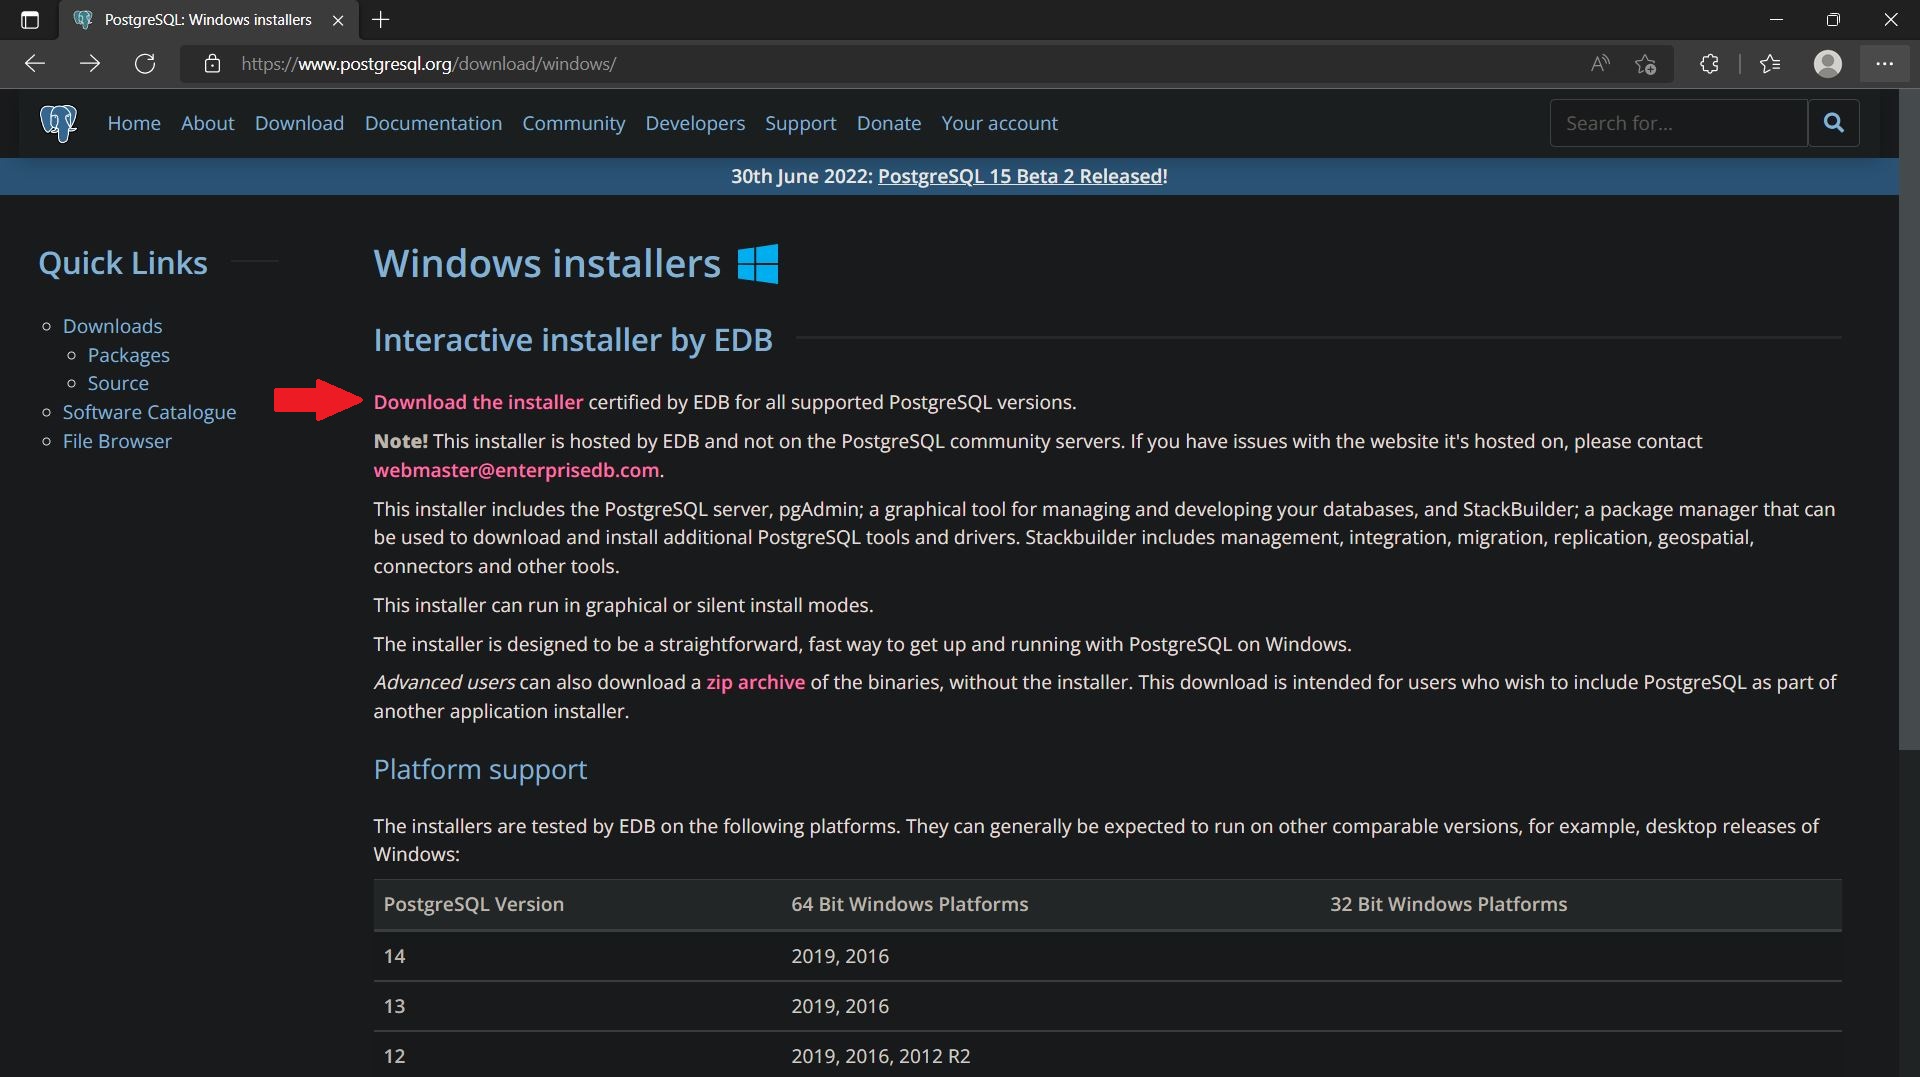 PostgreSQL: Windows installers
https://www.postgresql.org/download/windows/
Home About Download Documentation Community Developers Support Donate Your account
Search for...
30th June 2022: PostgreSQL 15 Beta 2 Released!
Quick Links
Downloads
Packages
Source
Software Catalogue
File Browser
Windows installers
Interactive installer by EDB
Download the installer certified by EDB for all supported PostgreSQL versions.
Note! This installer is hosted by EDB and not on the PostgreSQL community servers. If you have issues with the website it's hosted on, please contact
webmaster@enterprisedb.com.
This installer includes the PostgreSQL server, pgAdmin; a graphical tool for managing and developing your databases, and StackBuilder; a package manager that can
be used to download and install additional PostgreSQL tools and drivers. Stackbuilder includes management, integration, migration, replication, geospatial,
connectors and other tools.
This installer can run in graphical or silent install modes.
The installer is designed to be a straightforward, fast way to get up and running with PostgreSQL on Windows.
Advanced users can also download a zip archive of the binaries, without the installer. This download is intended for users who wish to include PostgreSQL as part of
another application installer.
Platform support
The installers are tested by EDB on the following platforms. They can generally be expected to run on other comparable versions, for example, desktop releases of
Windows:
PostgreSQL Version 64 Bit Windows Platforms 32 Bit Windows Platforms
14 2019, 2016
13 2019, 2016
12 2019, 2016, 2012 R2